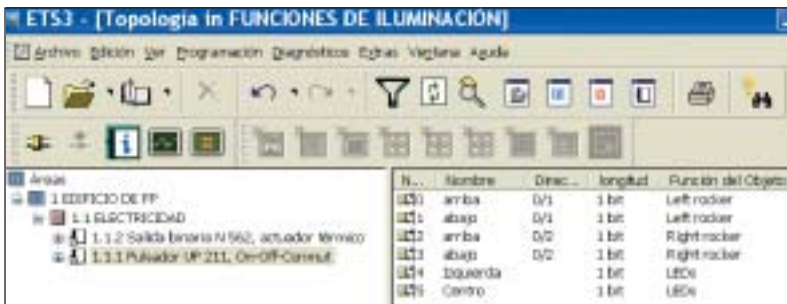 ETS3 - [Topología in FUNCIONES DE ILUMINACIÓN]
Archivo Edición Ver Programación Diagnósticos Extras Ventana Ayuda
Áreas
1 EDIFICIO DE FP
1.1 ELECTRICIDAD
1.1.2 Salida binaria N 562, actuador térmico
1.1.1 Pulsador UP 211, On-Off-Conmut
N... Nombre Direc... longitud Función del Objeto
0 arriba 0/1 1 bit Left rocker
1 abajo 0/1 1 bit Left rocker
2 arriba 0/2 1 bit Right rocker
3 abajo 0/2 1 bit Right rocker
4 Izquierda 1 bit LEDs
5 Centro 1 bit LEDs